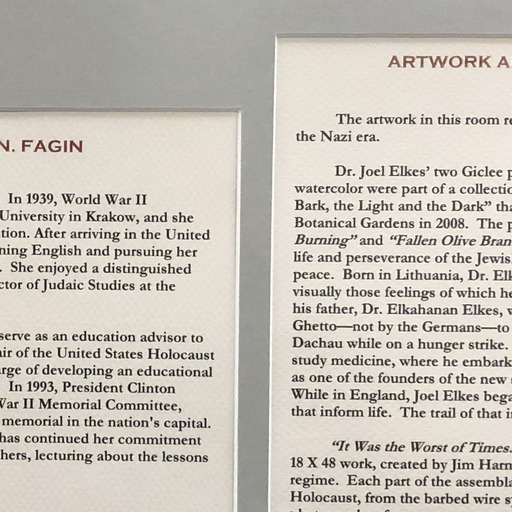 N. FAGIN
In 1939, World War II
University in Krakow, and she
tion. After arriving in the United
ning English and pursuing her
. She enjoyed a distinguished
ctor of Judaic Studies at the
serve as an education advisor to
air of the United States Holocaust
arge of developing an educational
In 1993, President Clinton
War II Memorial Committee,
memorial in the nation's capital.
has continued her commitment
hers, lecturing about the lessons
ARTWORK A
The artwork in this room re
the Nazi era.
Dr. Joel Elkes' two Giclee p
watercolor were part of a collectio
Bark, the Light and the Dark" tha
Botanical Gardens in 2008. The p
Burning" and "Fallen Olive Bran
life and perseverance of the Jewis
peace. Born in Lithuania, Dr. Elk
visually those feelings of which he
his father, Dr. Elkahanan Elkes, w
Ghetto—not by the Germans—to
Dachau while on a hunger strike.
study medicine, where he embark
as one of the founders of the new
While in England, Joel Elkes bega
that inform life. The trail of that i
"It Was the Worst of Times.
18 X 48 work, created by Jim Harm
regime. Each part of the assembla
Holocaust, from the barbed wire s